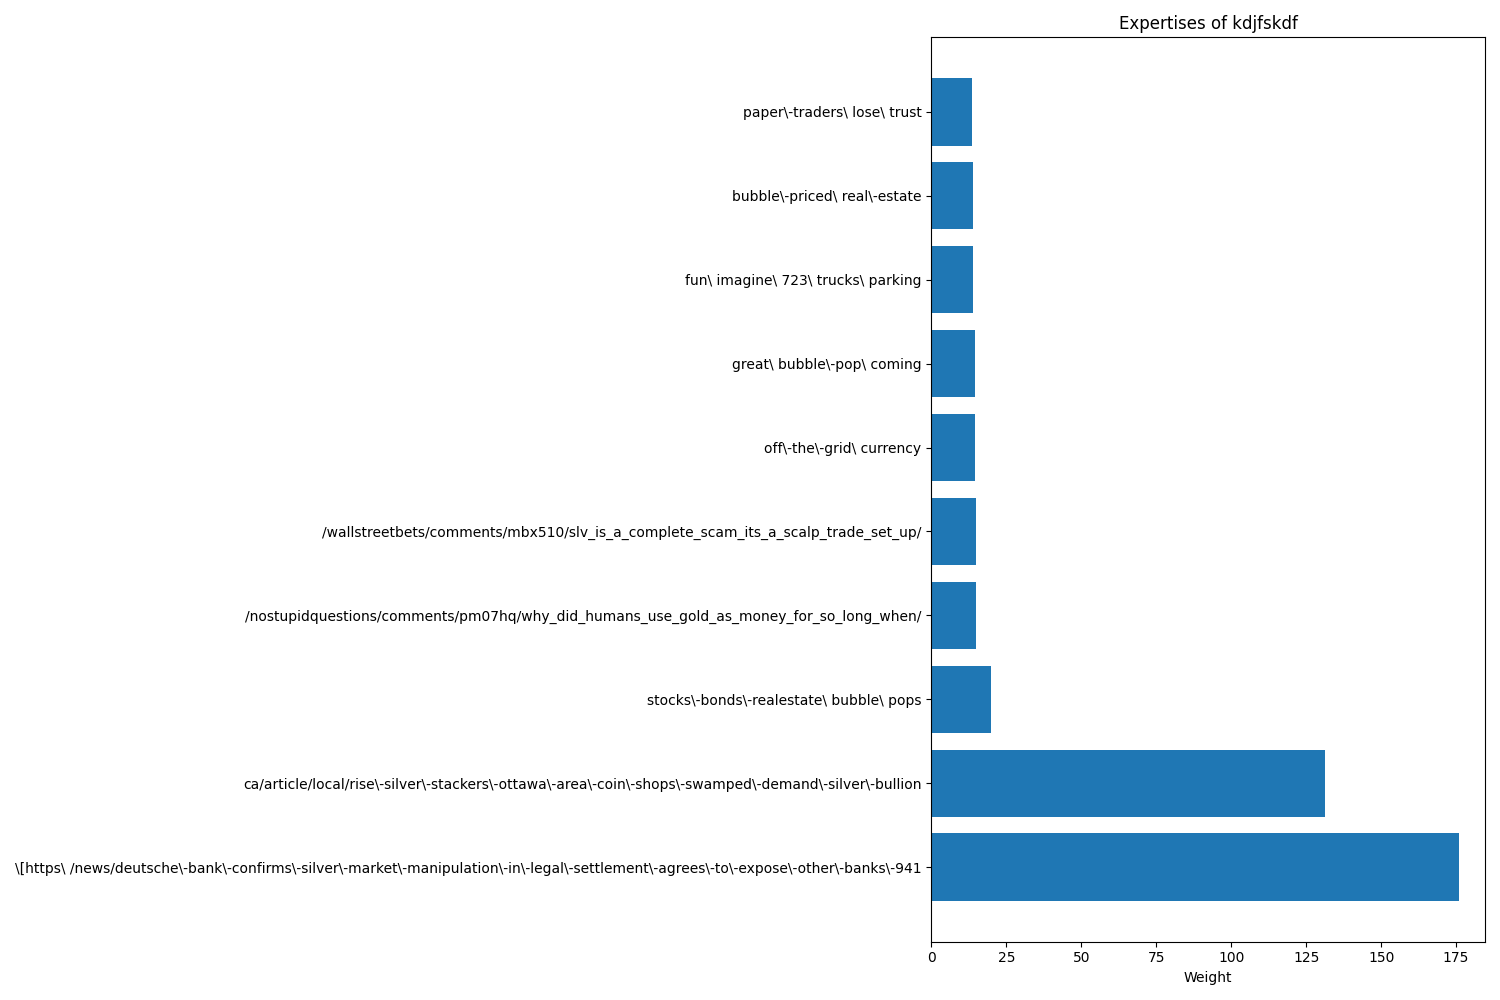 Expertises of kdjfskdf
paper\-traders\ lose\ trust
bubble\-priced\ real\-estate
fun\ imagine\ 723\ trucks\ parking
great\ bubble\-pop\ coming
off\-the\-grid\ currency
/wallstreetbets/comments/mbx510/slv_is_a_complete_scam_its_a_scalp_trade_set_up/
/nostupidquestions/comments/pm07hq/why_did_humans_use_gold_as_money_for_so_long_when/
stocks\-bonds\-realestate\ bubble\ pops
ca/article/local/rise\-silver\-stackers\-ottawa\-area\-coin\-shops\-swamped\-demand\-silver\-bullion
\[https\ /news/deutsche\-bank\-confirms\-silver\-market\-manipulation\-in\-legal\-settlement\-agrees\-to\-expose\-other\-banks\-941
0 25 50 75 100 125 150 175
Weight